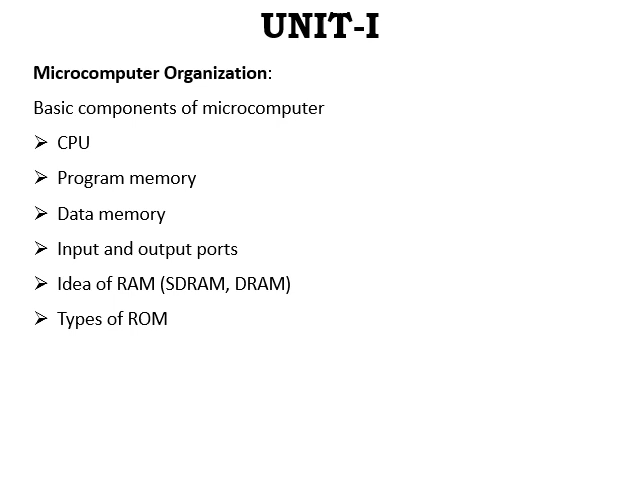 UNIT-I
Microcomputer Organization:
Basic components of microcomputer
➢ CPU
➢ Program memory
➢ Data memory
➢ Input and output ports
➢ Idea of RAM (SDRAM, DRAM)
➢ Types of ROM